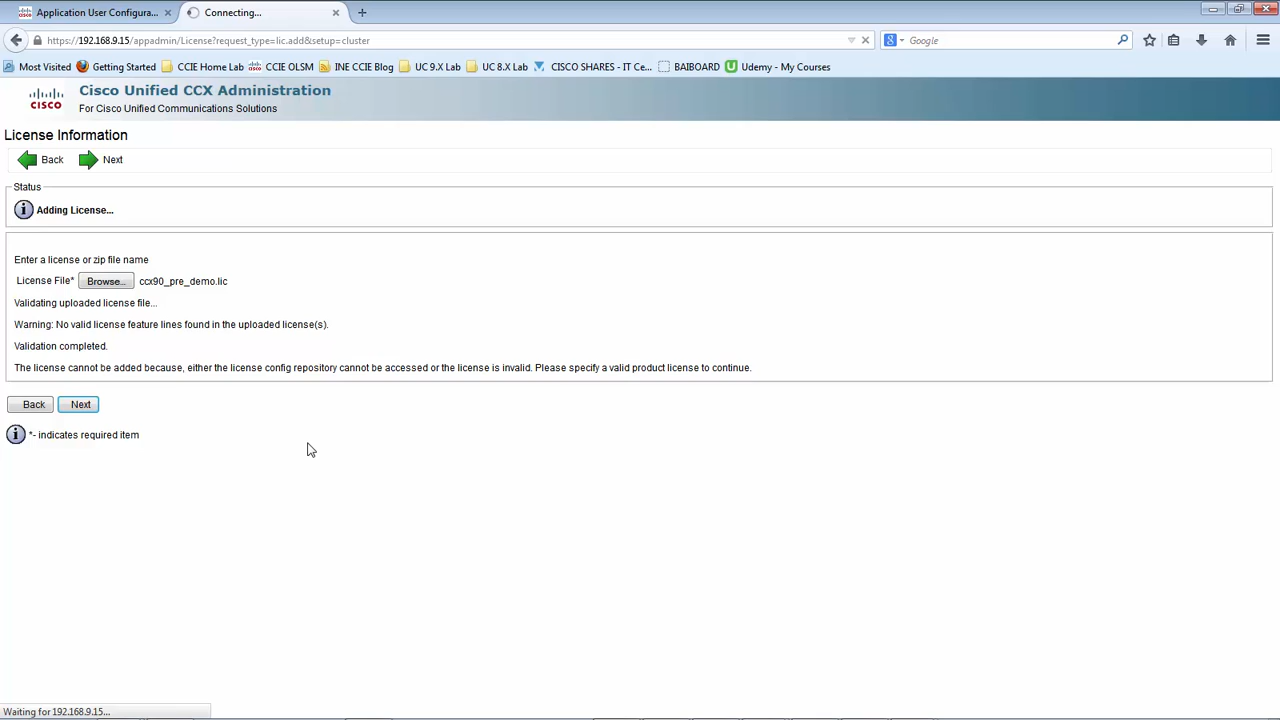 Application User Configura...
Connecting...
https://192.168.9.15/appadmin/License?request_type=lic.add&setup=cluster
Google
Most Visited
Getting Started
CCIE Home Lab
CCIE OLSM
INE CCIE Blog
UC 9.X Lab
UC 8.X Lab
CISCO SHARES - IT Ce...
BAIBOARD
Udemy - My Courses
CISCO
Cisco Unified CCX Administration
For Cisco Unified Communications Solutions
License Information
Back
Next
Status
Adding License...
Enter a license or zip file name
License File* Browse... ccx90_pre_demo.lic
Validating uploaded license file...
Warning: No valid license feature lines found in the uploaded license(s).
Validation completed.
The license cannot be added because, either the license config repository cannot be accessed or the license is invalid. Please specify a valid product license to continue.
Back
Next
*- indicates required item
Waiting for 192.168.9.15...